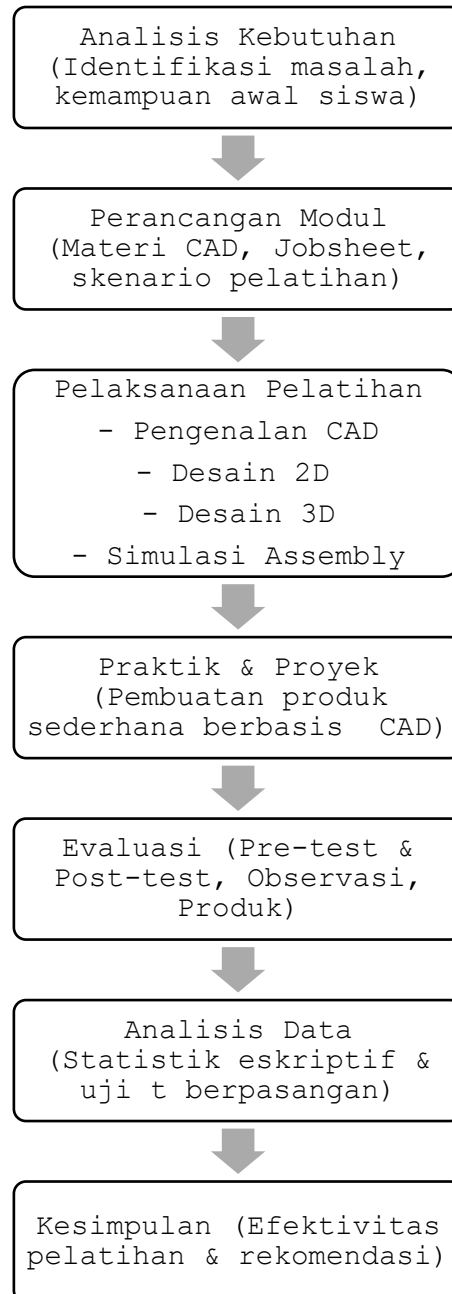 Analisis Kebutuhan
(Identifikasi masalah,
kemampuan awal siswa)
Perancangan Modul
(Materi CAD, Jobsheet,
skenario pelatihan)
Pelaksanaan Pelatihan
- Pengenalan CAD
- Desain 2D
- Desain 3D
- Simulasi Assembly
Praktik & Proyek
(Pembuatan produk
sederhana berbasis  CAD)
Evaluasi (Pre-test &
Post-test, Observasi,
Produk)
Analisis Data
(Statistik eskriptif &
uji t berpasangan)
Kesimpulan (Efektivitas
pelatihan & rekomendasi)